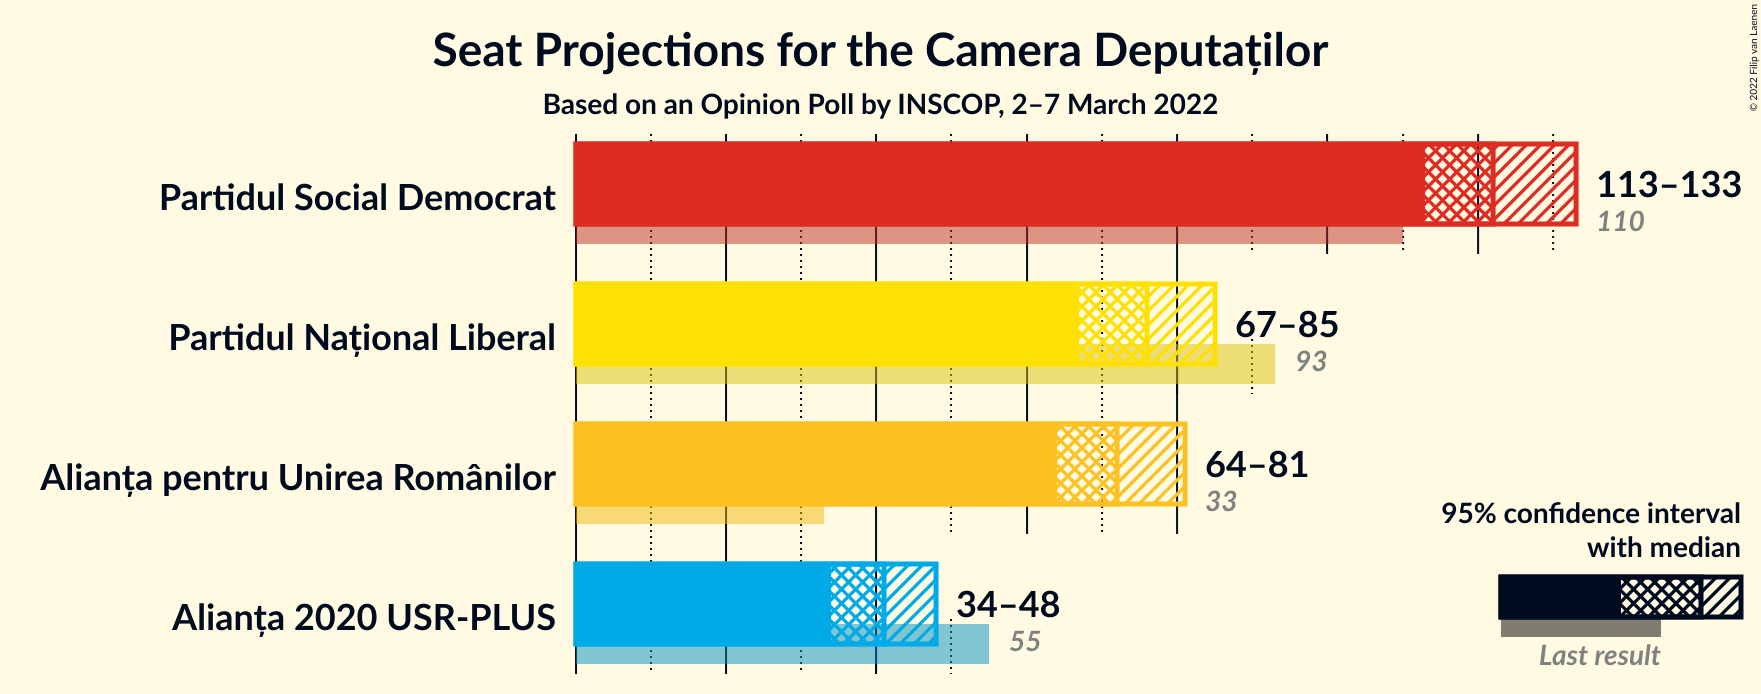 Seat Projections for the Camera Deputaților
Based on an Opinion Poll by INSCOP, 2–7 March 2022
© 2022 Filip van Laenen
Partidul Social Democrat
113–133
110
Partidul Național Liberal
67–85
93
Alianța pentru Unirea Românilor
64–81
33
Alianța 2020 USR-PLUS
34–48
55
95% confidence interval
with median
Last result